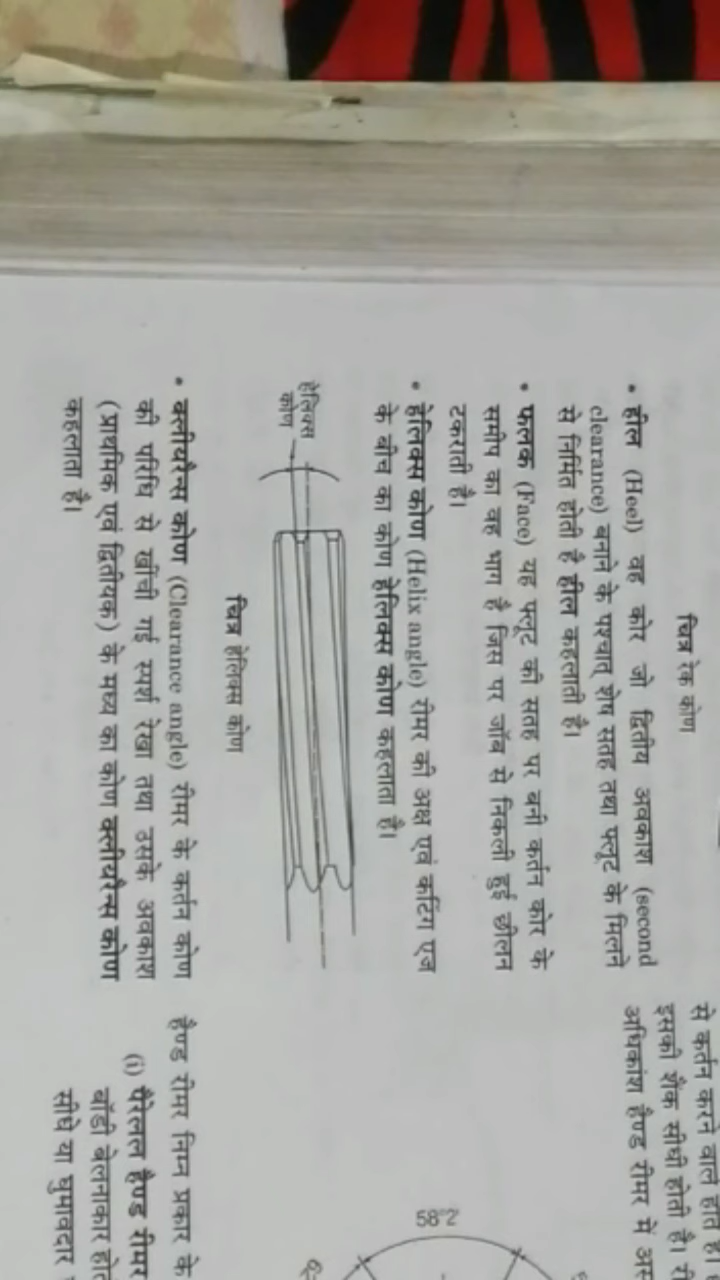 चित्र रेक कोण
• हील (Heel) वह कोर जो द्वितीय अवकाश (second
clearance) बनाने के पश्चात् शेष सतह तथा फ्लूट के मिलने
से निर्मित होती है हील कहलाती है।
• फलक (Face) यह फ्लूट की सतह पर बनी कर्तन कोर के
समीप का वह भाग है जिस पर जॉब से निकली हुई छीलन
टकराती है।
• हेलिक्स कोण (Helix angle) रीमर की अक्ष एवं कटिंग एज
के बीच का कोण हेलिक्स कोण कहलाता है।
हेलिक्स
कोण
चित्र हेलिक्स कोण
• क्लीयरैन्स कोण (Clearance angle) रीमर के कर्तन कोण
की परिधि से खींची गई स्पर्श रेखा तथा उसके अवकाश
(प्राथमिक एवं द्वितीयक) के मध्य का कोण क्लीयरैन्स कोण
कहलाता है।
से कर्तन करने वाले होते है।
इसकी शैंक सीधी होती है।
अधिकांश हैण्ड रीमर में
58°2'
हैण्ड रीमर निम्न प्रकार के
(i) पैरेलल हैण्ड रीमर
बॉडी बेलनाकार
सीधे या घुमावदार